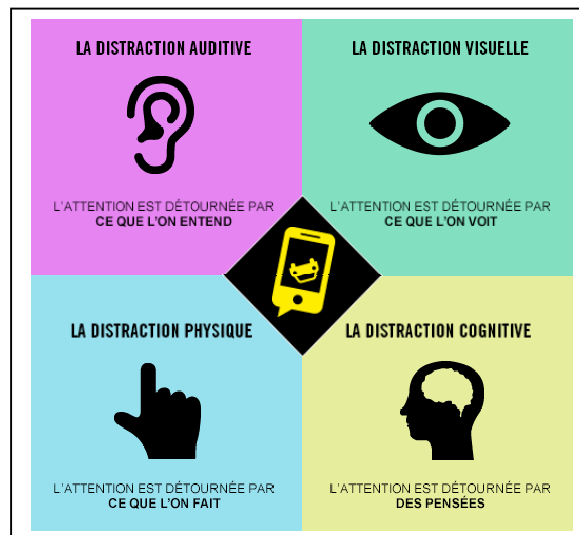 LA DISTRACTION AUDITIVE
L'ATTENTION EST DÉTOURNÉE PAR
CE QUE L'ON ENTEND
LA DISTRACTION VISUELLE
L'ATTENTION EST DÉTOURNÉE PAR
CE QUE L'ON VOIT
LA DISTRACTION PHYSIQUE
L'ATTENTION EST DÉTOURNÉE PAR
CE QUE L'ON FAIT
LA DISTRACTION COGNITIVE
L'ATTENTION EST DÉTOURNÉE PAR
DES PENSÉES